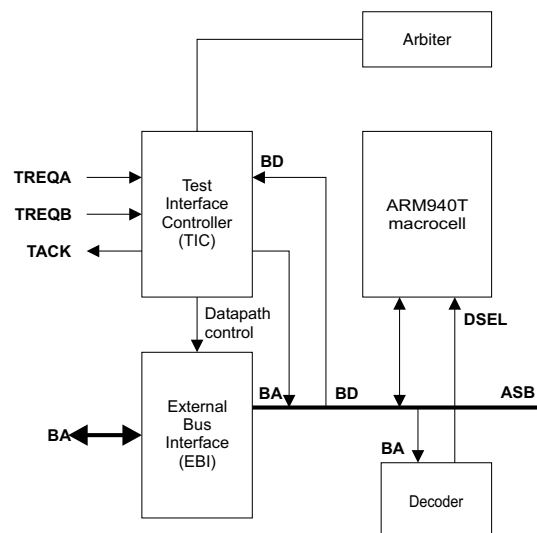 Arbiter
TREQA
TREQB
TACK
Test
Interface
Controller
(TIC)
BD
ARM940T
macrocell
Datapath
control
DSEL
BA
BD
ASB
BA
External
Bus
Interface
(EBI)
BA
Decoder